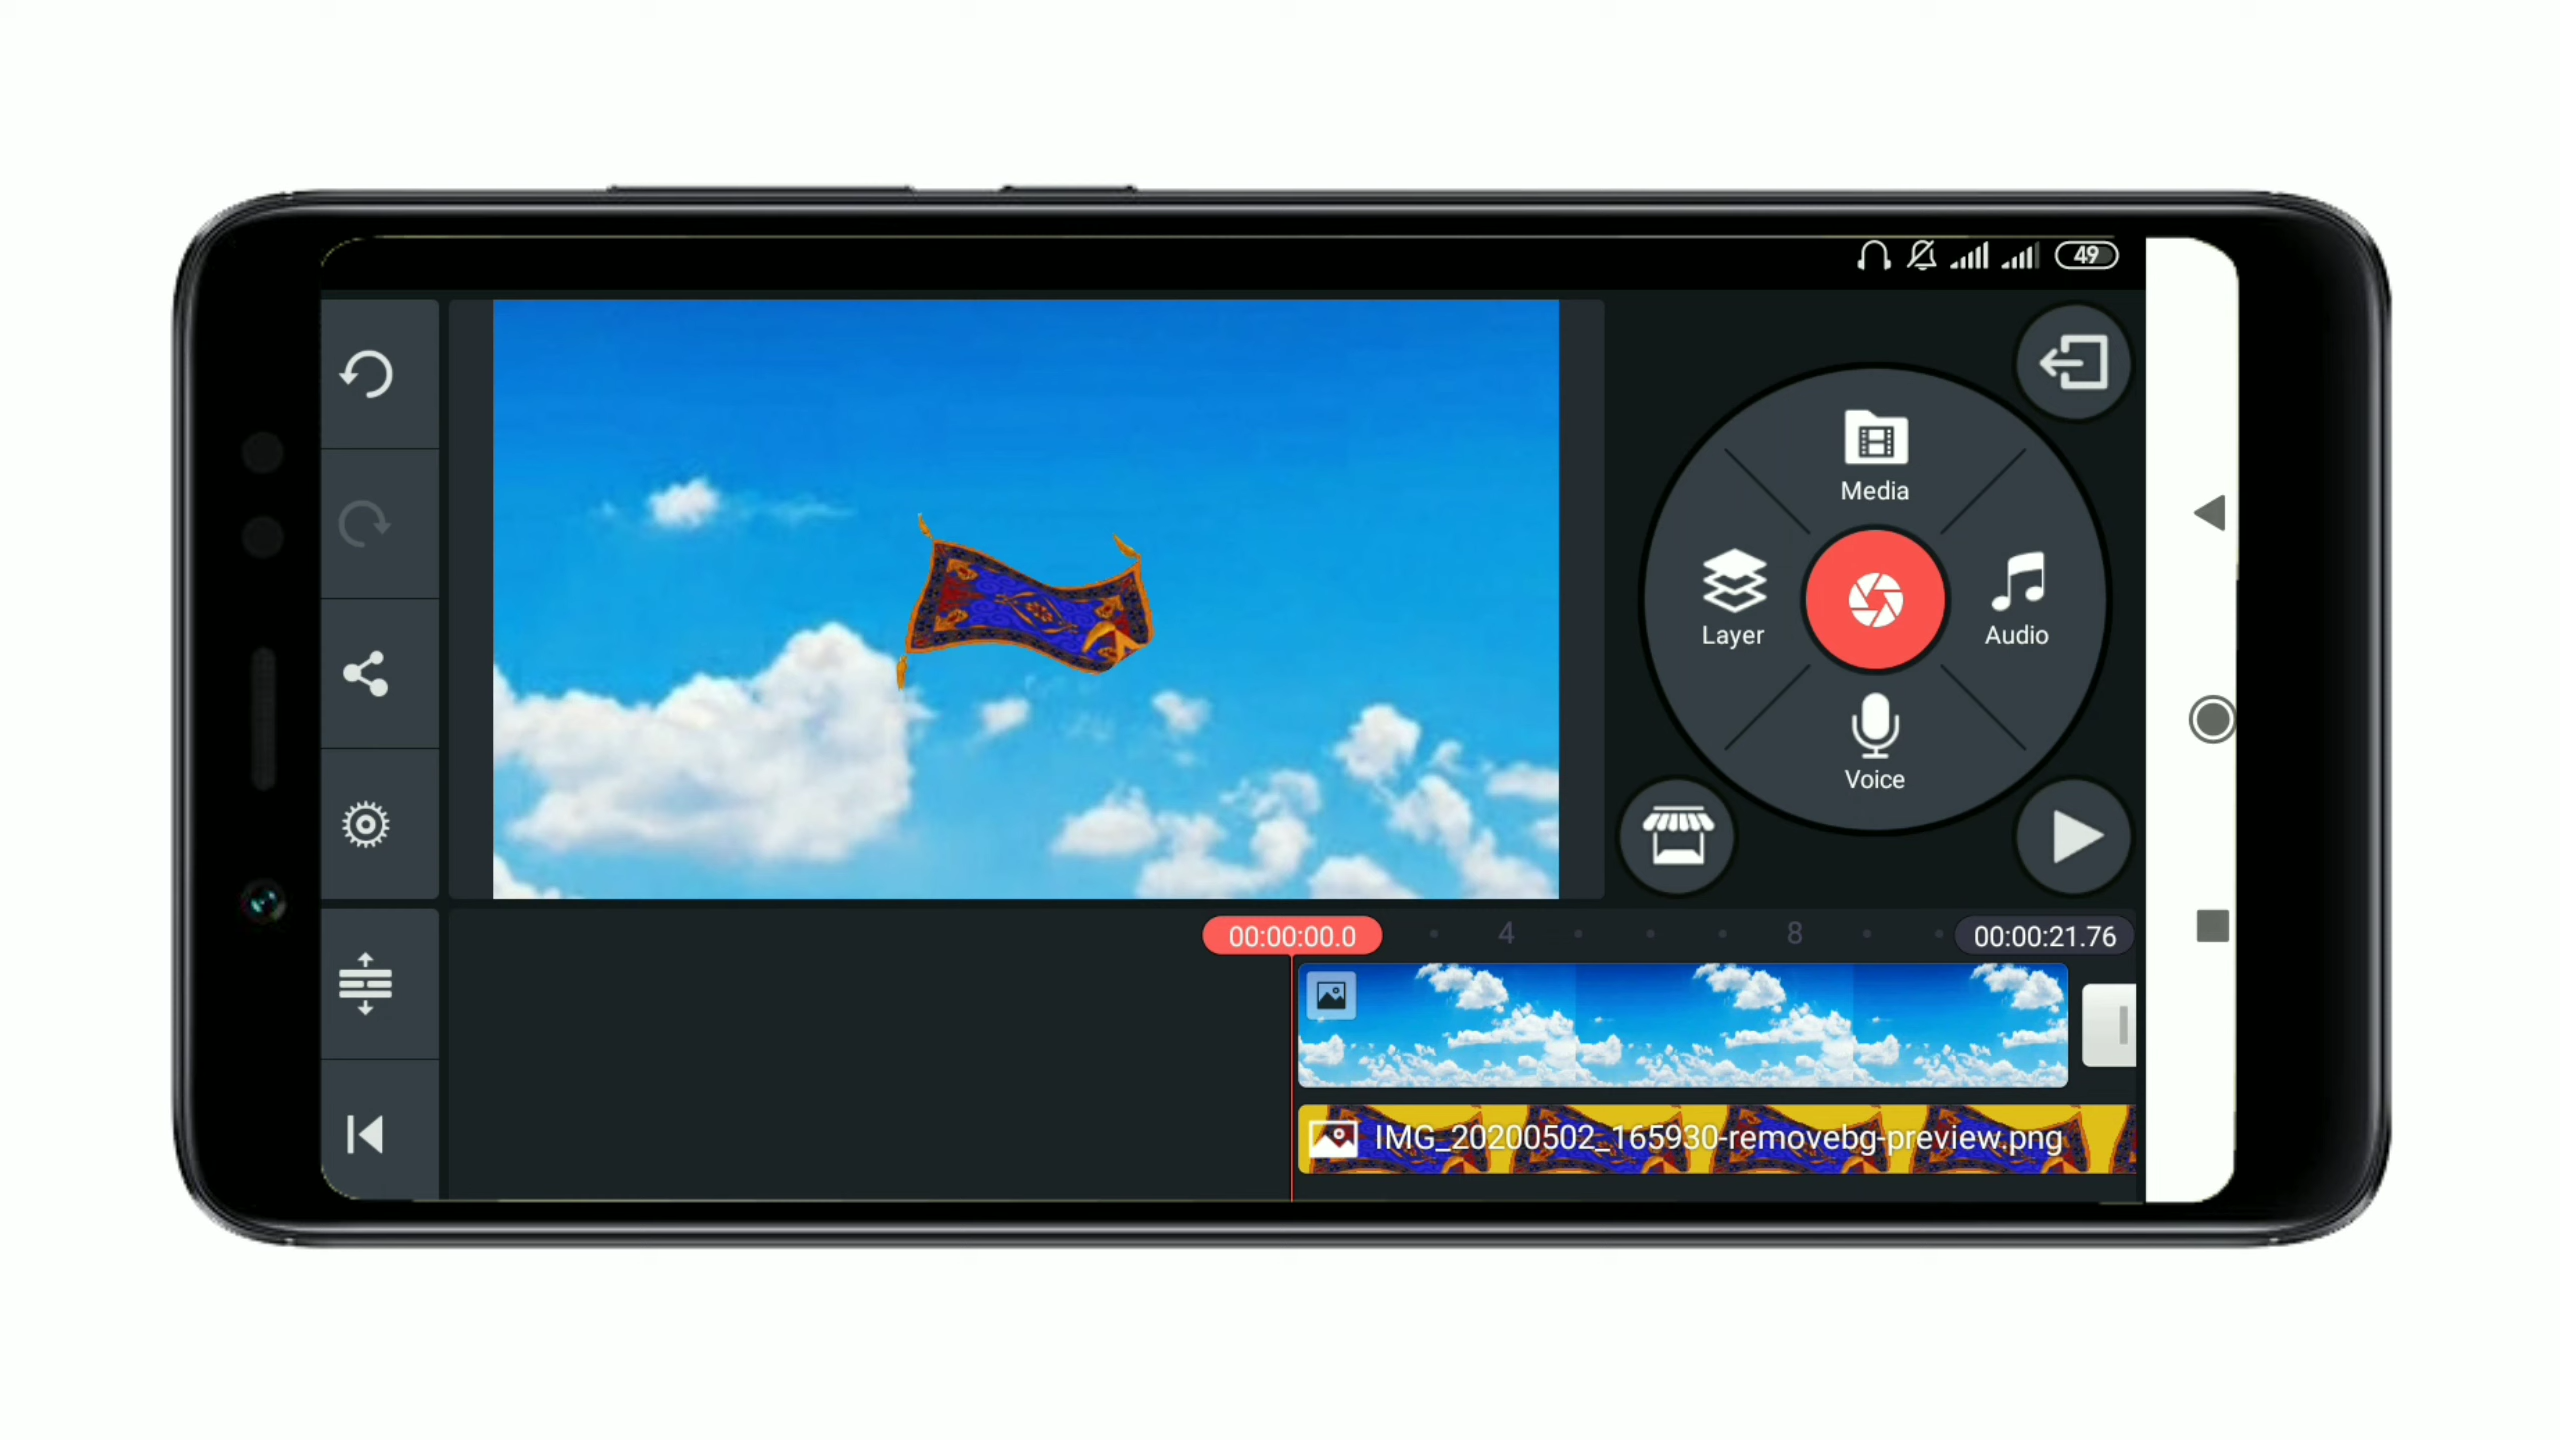 49
Media
Layer
Audio
Voice
00:00:00.0
4
8
00:00:21.76
IMG_20200502_165930-removebg-preview.png